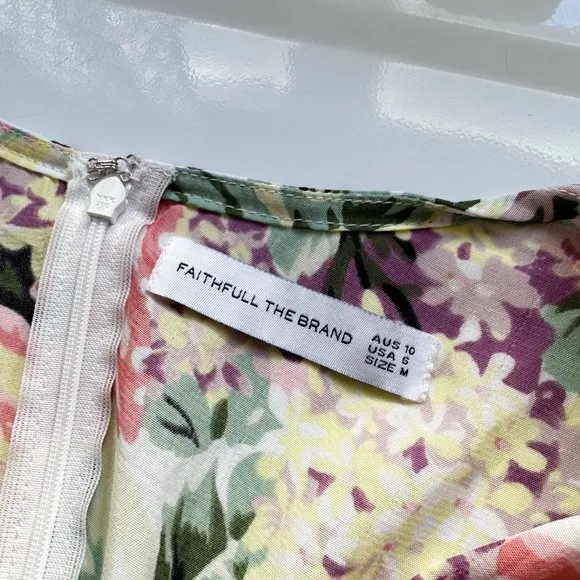 FAITHFULL THE BRAND
AUS 10
USA 6
SIZE M